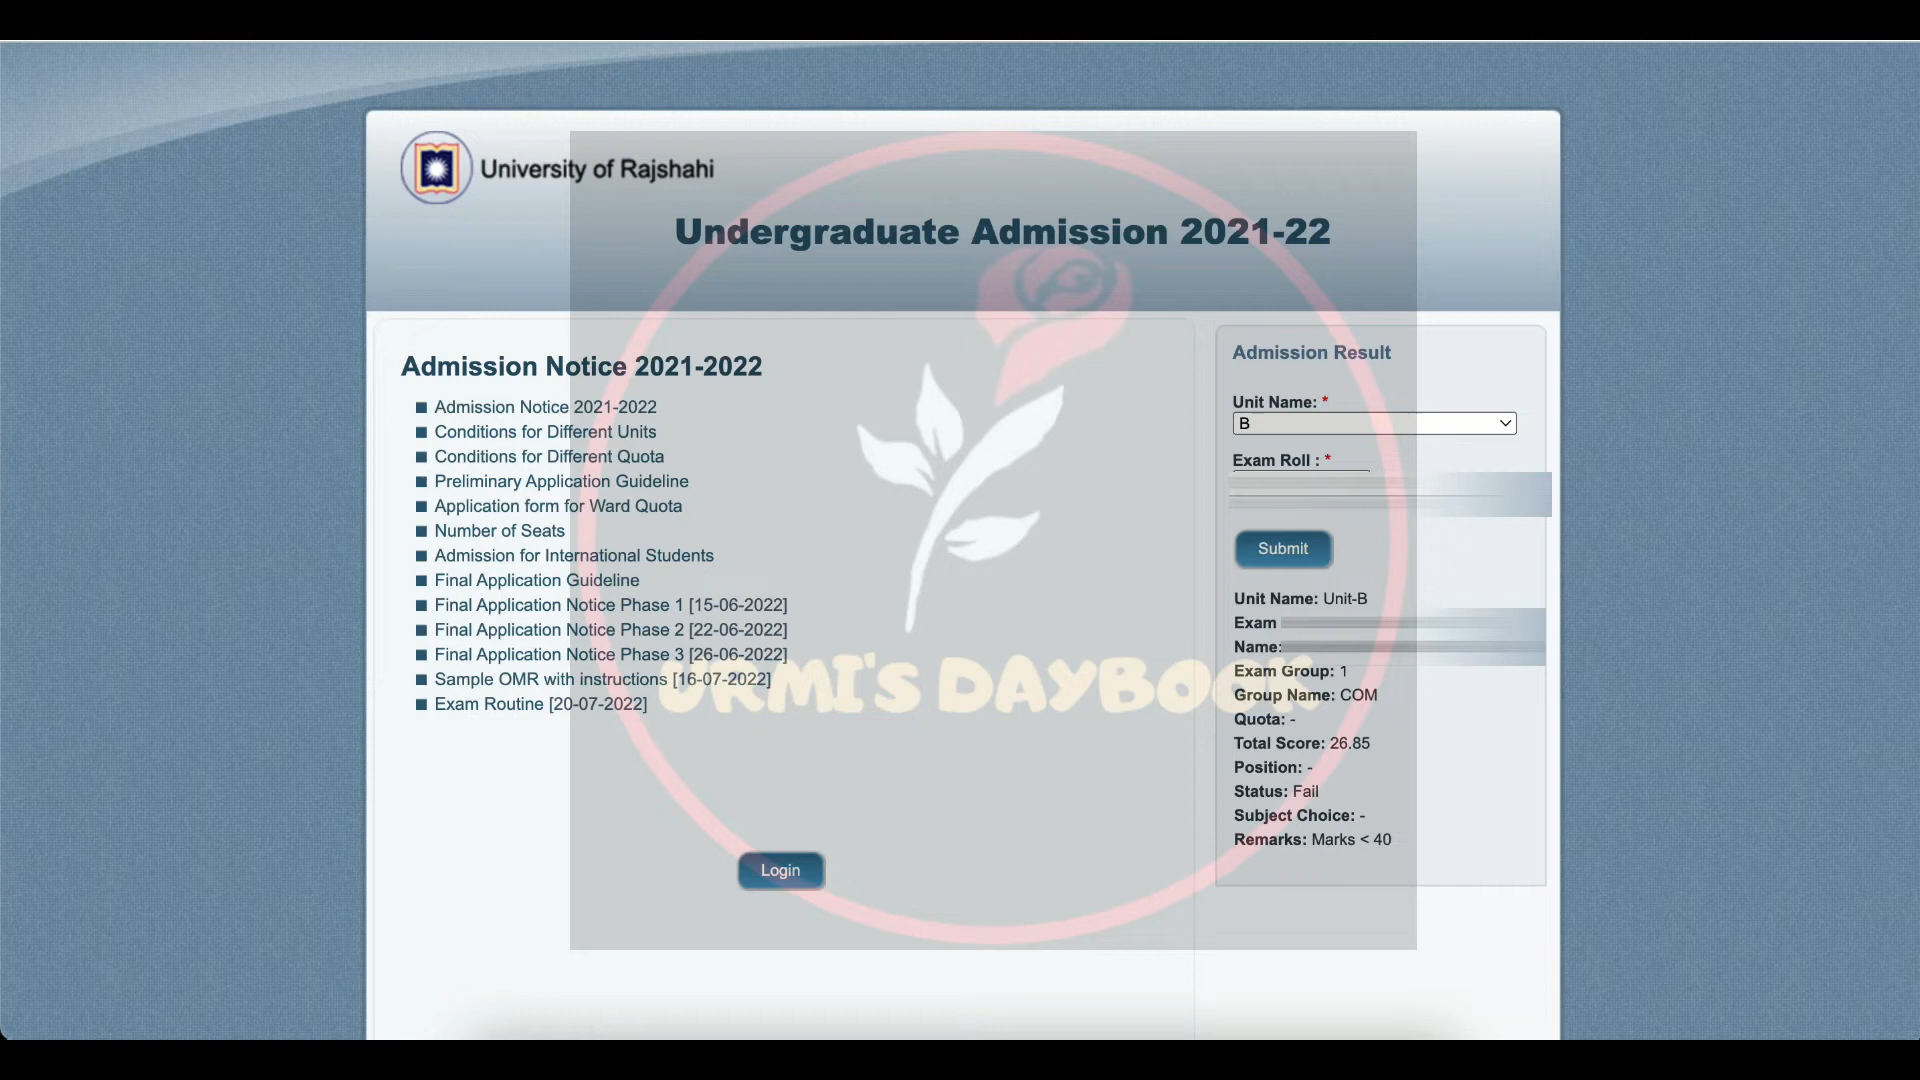 University of Rajshahi
Undergraduate Admission 2021-22
Admission Notice 2021-2022
Admission Notice 2021-2022
Conditions for Different Units
Conditions for Different Quota
Preliminary Application Guideline
Application form for Ward Quota
Number of Seats
Admission for International Students
Final Application Guideline
Final Application Notice Phase 1 [15-06-2022]
Final Application Notice Phase 2 [22-06-2022]
Final Application Notice Phase 3 [26-06-2022]
Sample OMR with instructions [16-07-2022]
Exam Routine [20-07-2022]
Login
Admission Result
Unit Name: *
B
Exam Roll : *
Submit
Unit Name: Unit-B
Exam
Name:
Exam Group: 1
Group Name: COM
Quota: -
Total Score: 26.85
Position: -
Status: Fail
Subject Choice: -
Remarks: Marks < 40
URMI'S DAYBOOK